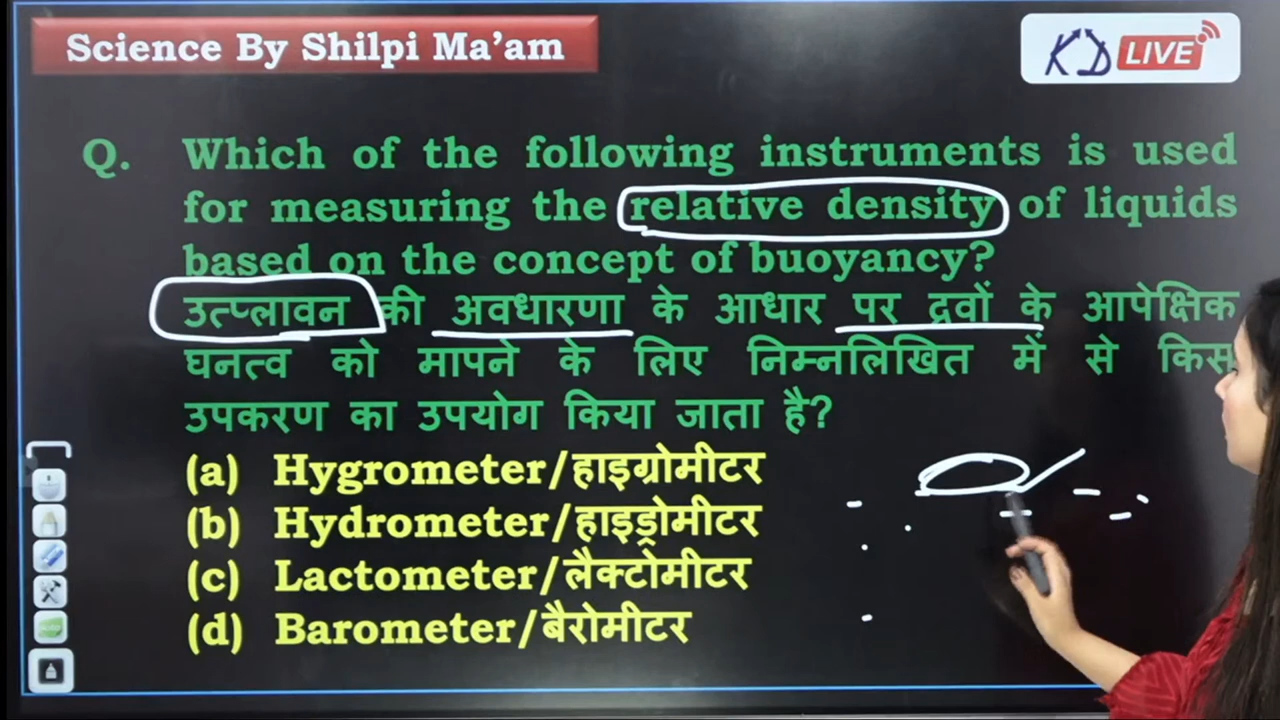 Science By Shilpi Ma'am
KD LIVE
Q. Which of the following instruments is used
for measuring the relative density of liquids
based on the concept of buoyancy?
उत्प्लावन की अवधारणा के आधार पर द्रवों के आपेक्षिक
घनत्व को मापने के लिए निम्नलिखित में से किस
उपकरण का उपयोग किया जाता है?
(a) Hygrometer/हाइग्रोमीटर
(b) Hydrometer/हाइड्रोमीटर
(c) Lactometer/लैक्टोमीटर
(d) Barometer/बैरोमीटर